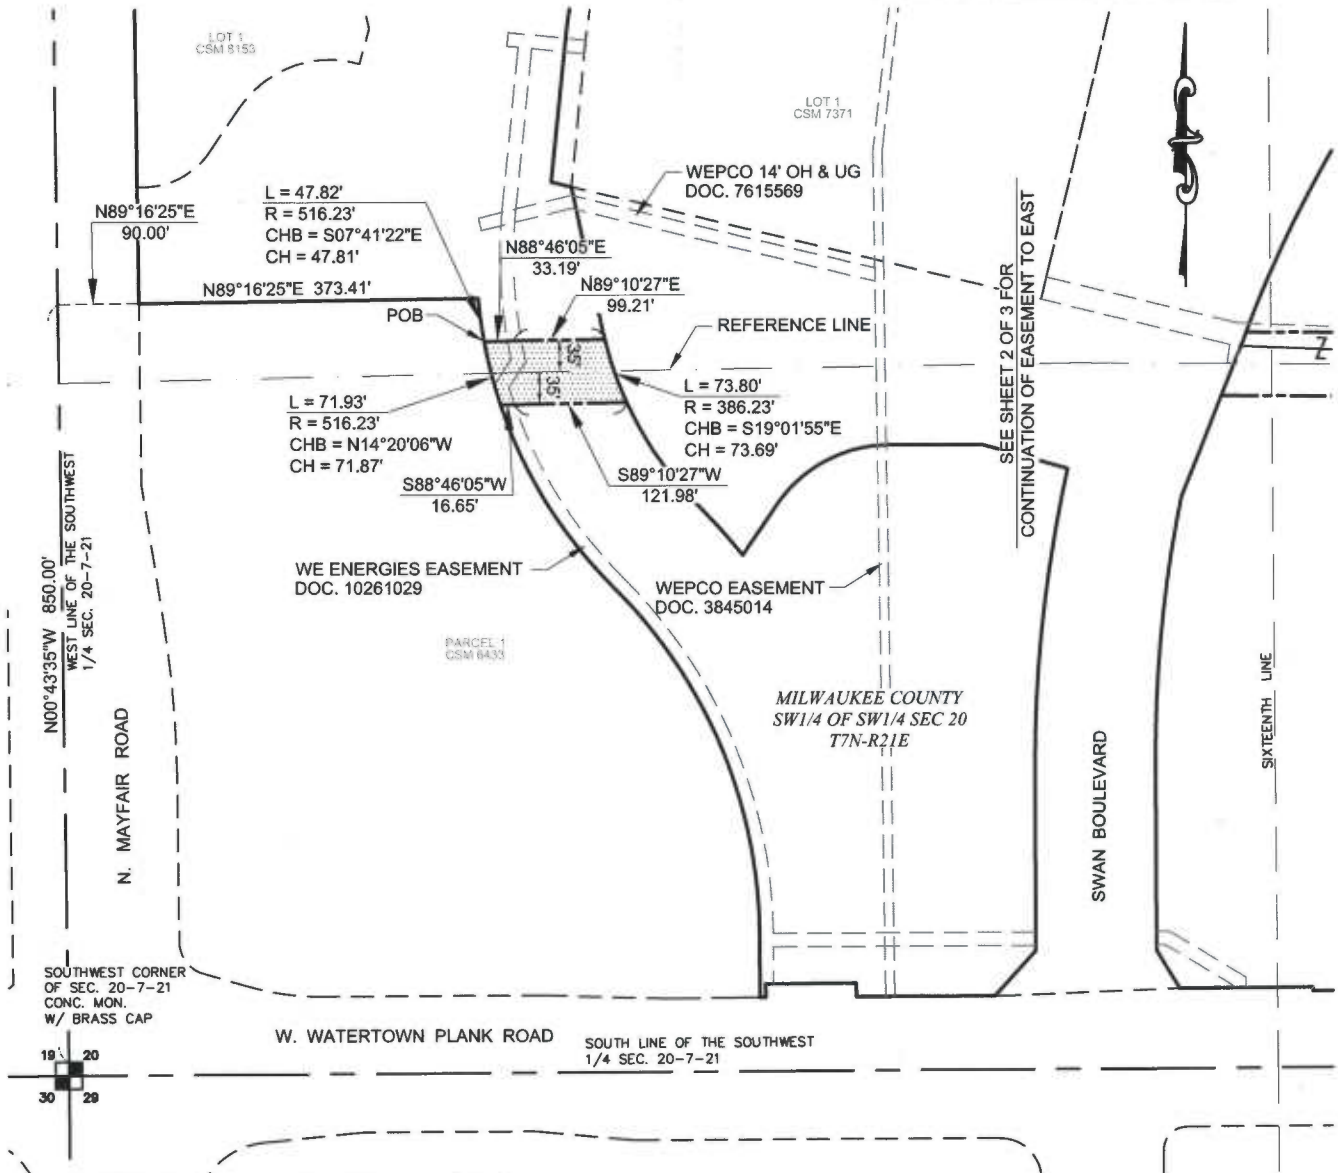 LOT 1
CSM 8153
LOT 1
CSM 7371
WEPCO 14' OH & UG
DOC. 7615569
L = 47.82'
R = 516.23'
CHB = S07°41'22"E
CH = 47.81'
N89°16'25"E
90.00'
N88°46'05"E
33.19'
N89°10'27"E
99.21'
N89°16'25"E 373.41'
POB
REFERENCE LINE
35'
35'
L = 71.93'
R = 516.23'
CHB = N14°20'06"W
CH = 71.87'
L = 73.80'
R = 386.23'
CHB = S19°01'55"E
CH = 73.69'
S88°46'05"W
16.65'
S89°10'27"W
121.98'
SEE SHEET 2 OF 3 FOR
CONTINUATION OF EASEMENT TO EAST
N00°43'35"W 850.00'
WEST LINE OF THE SOUTHWEST
1/4 SEC. 20-7-21
WE ENERGIES EASEMENT
DOC. 10261029
WEPCO EASEMENT
DOC. 3845014
PARCEL 1
CSM 6433
MILWAUKEE COUNTY
SW1/4 OF SW1/4 SEC 20
T7N-R21E
N. MAYFAIR ROAD
SWAN BOULEVARD
SIXTEENTH LINE
SOUTHWEST CORNER
OF SEC. 20-7-21
CONC. MON.
W/ BRASS CAP
W. WATERTOWN PLANK ROAD
SOUTH LINE OF THE SOUTHWEST
1/4 SEC. 20-7-21
19 20
30 29